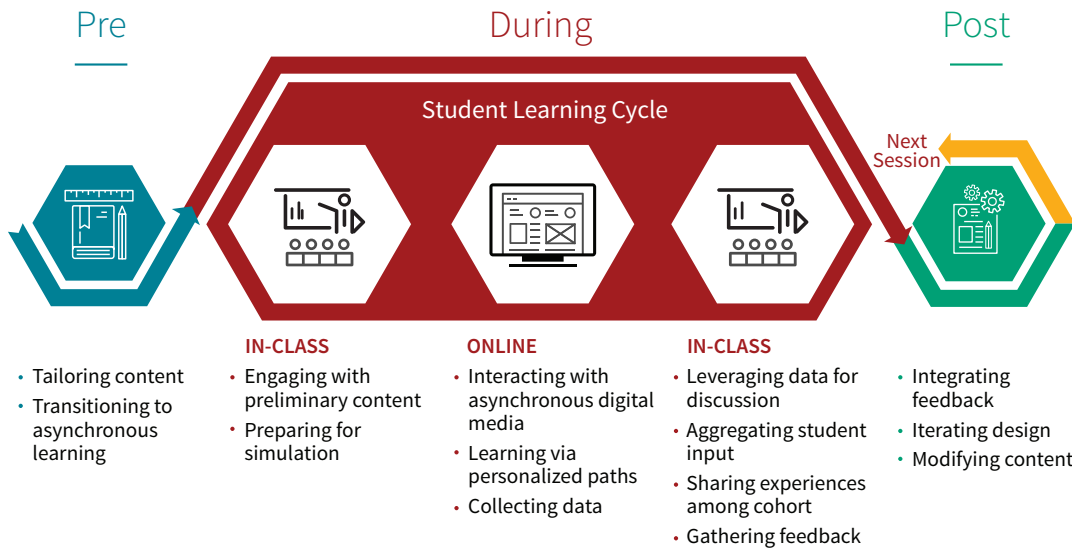 Pre
During
Post
Student Learning Cycle
Next
Session
• Tailoring content
• Transitioning to
asynchronous
learning
IN-CLASS
• Engaging with
preliminary content
• Preparing for
simulation
ONLINE
• Interacting with
asynchronous digital
media
• Learning via
personalized paths
• Collecting data
IN-CLASS
• Leveraging data for
discussion
• Aggregating student
input
• Sharing experiences
among cohort
• Gathering feedback
• Integrating
feedback
• Iterating design
• Modifying content